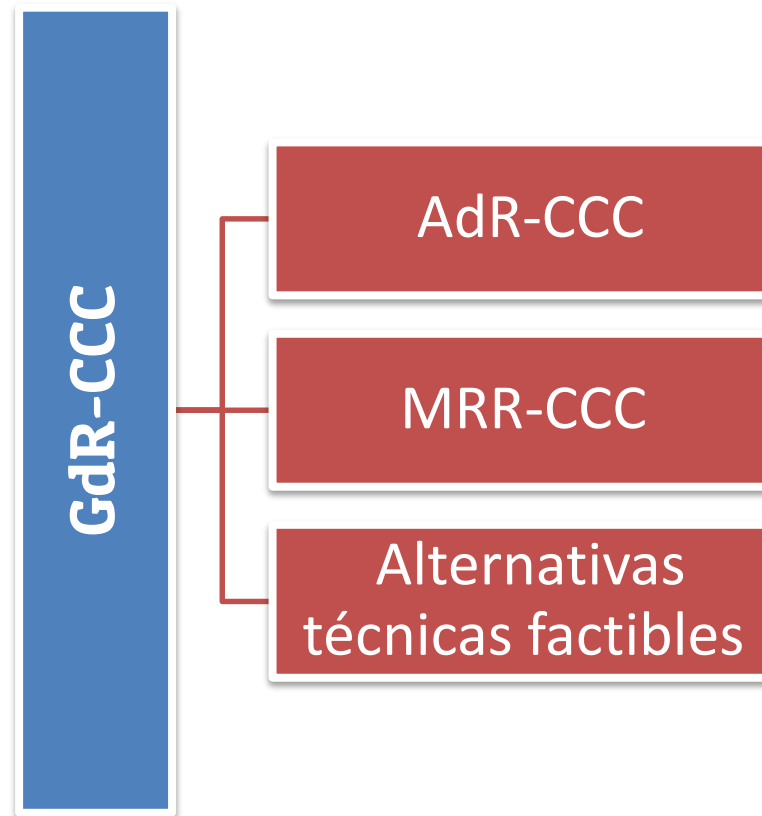 GdR-CCC
AdR-CCC
MRR-CCC
Alternativas
técnicas factibles